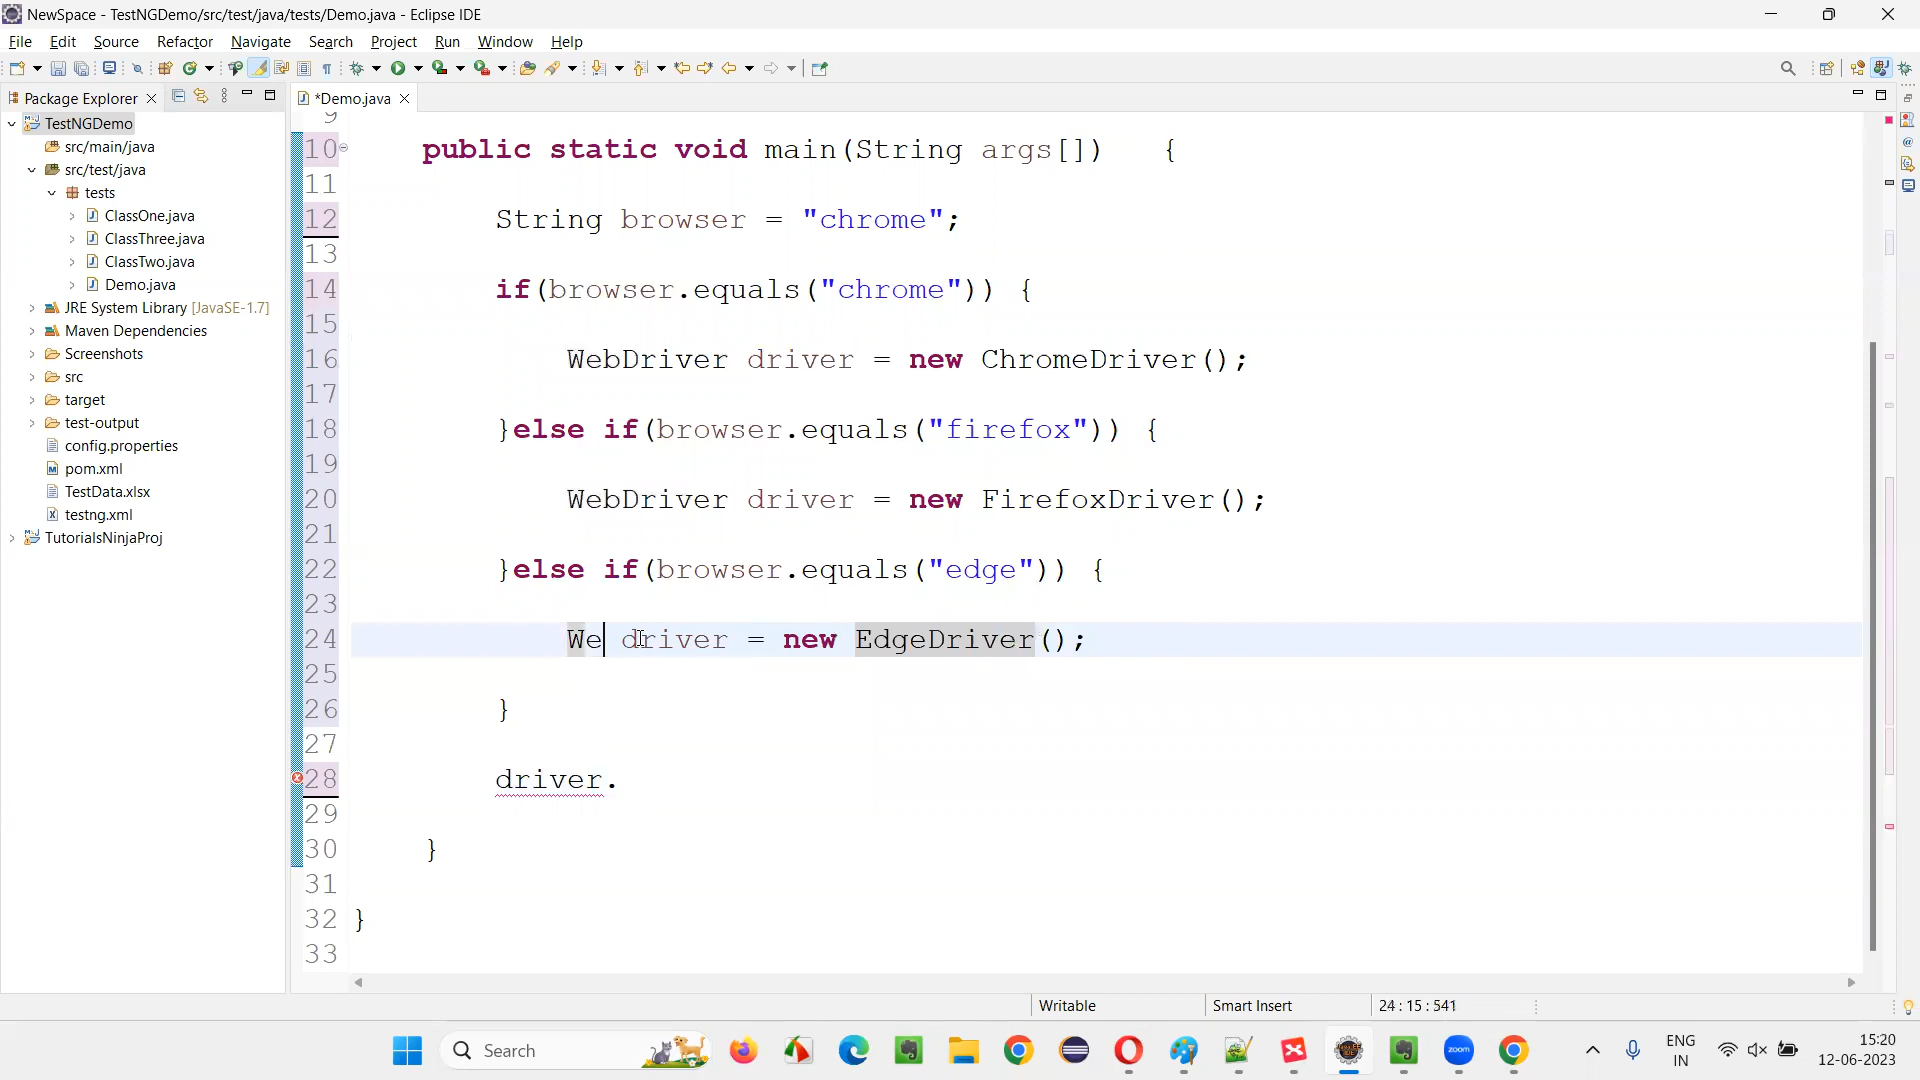 NewSpace - TestNGDemo/src/test/java/tests/Demo.java - Eclipse IDE
File Edit Source Refactor Navigate Search Project Run Window Help
Package Explorer
*Demo.java
TestNGDemo
src/main/java
src/test/java
tests
ClassOne.java
ClassThree.java
ClassTwo.java
Demo.java
JRE System Library [JavaSE-1.7]
Maven Dependencies
Screenshots
src
target
test-output
config.properties
pom.xml
TestData.xlsx
testng.xml
TutorialsNinjaProj
9
10 public static void main(String args[]) {
11
12 String browser = "chrome";
13
14 if(browser.equals("chrome")) {
15
16 WebDriver driver = new ChromeDriver();
17
18 }else if(browser.equals("firefox")) {
19
20 WebDriver driver = new FirefoxDriver();
21
22 }else if(browser.equals("edge")) {
23
24 We driver = new EdgeDriver();
25
26 }
27
28 driver.
29
30 }
31
32 }
33
Writable Smart Insert 24 : 15 : 541
Search
zoom
ENG
IN
15:20
12-06-2023